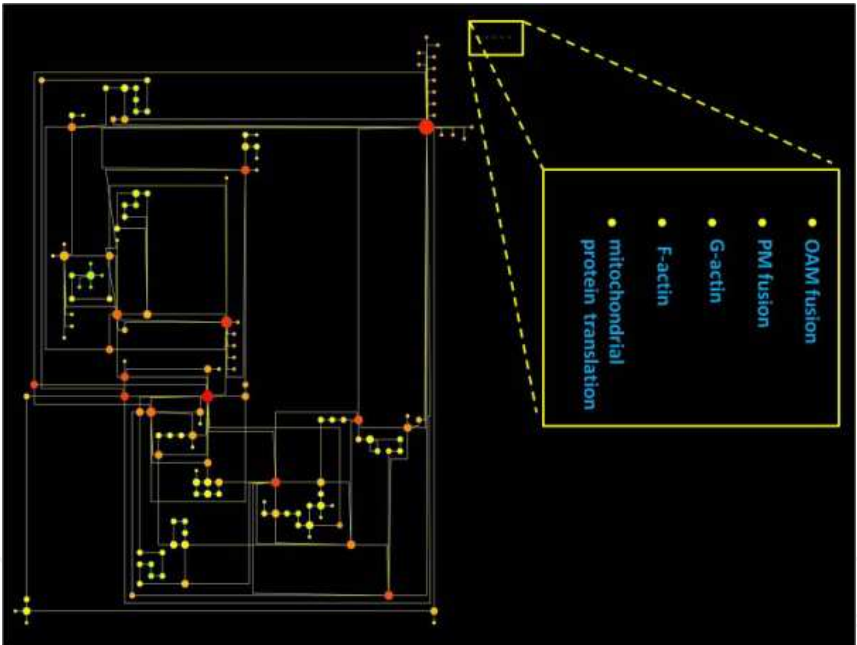 OAM fusion
PM fusion
G-actin
F-actin
mitochondrial
protein translation